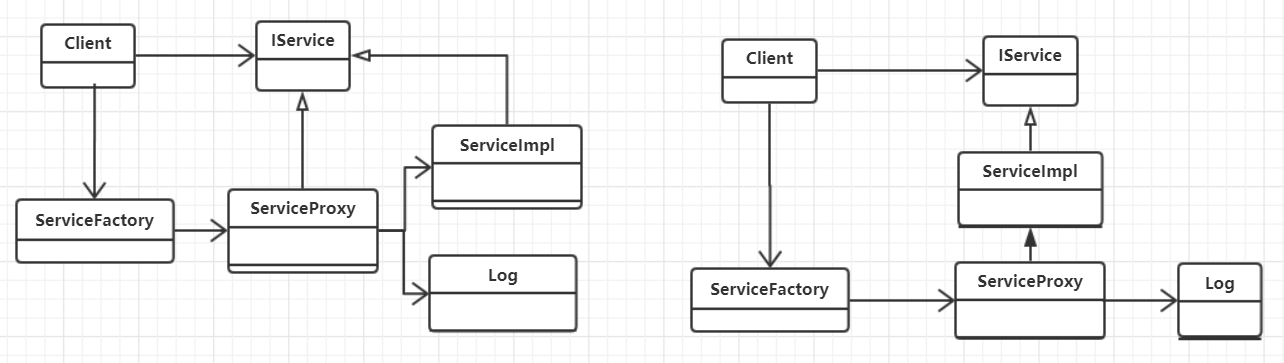 Client
IService
ServiceImpl
ServiceFactory
ServiceProxy
Log
Client
IService
ServiceImpl
ServiceFactory
ServiceProxy
Log